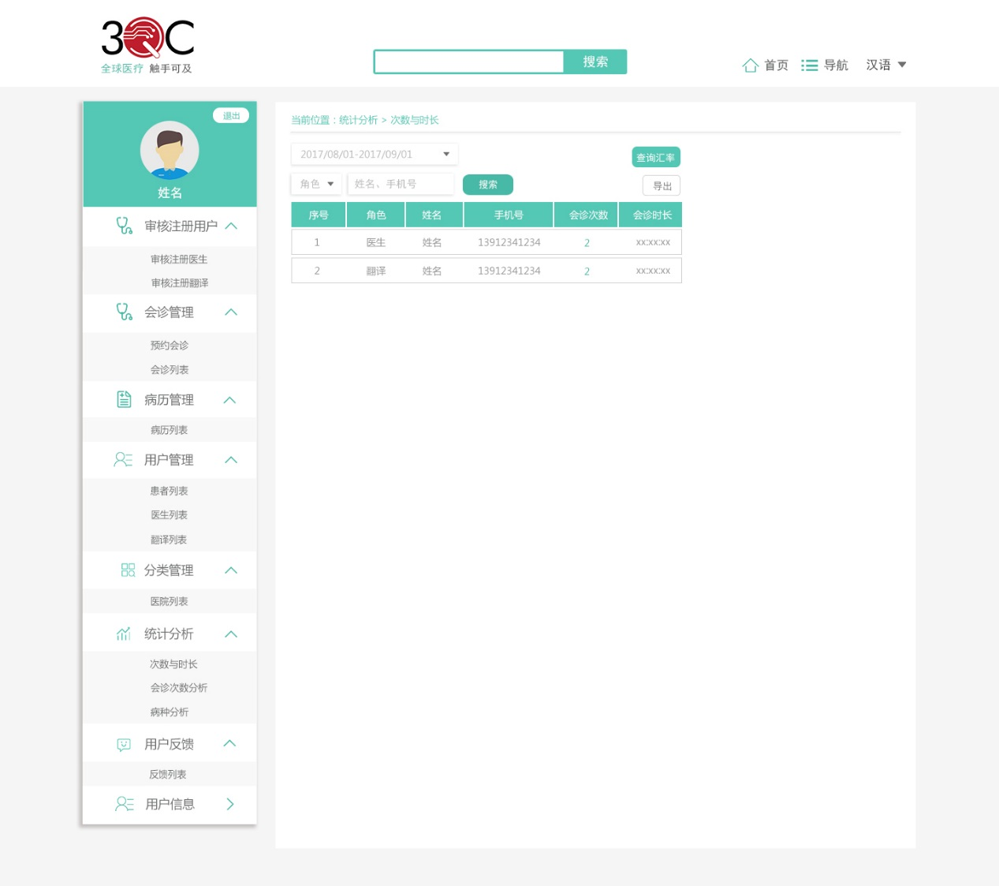 3QC
全球医疗 触手可及
搜索
首页 导航 汉语
退出
姓名
审核注册用户
审核注册医生
审核注册翻译
会诊管理
预约会诊
会诊列表
病历管理
病历列表
用户管理
患者列表
医生列表
翻译列表
分类管理
医院列表
统计分析
次数与时长
会诊次数分析
病种分析
用户反馈
反馈列表
用户信息
当前位置：统计分析 > 次数与时长
2017/08/01-2017/09/01 查询汇率
角色 姓名、手机号 搜索 导出
序号 角色 姓名 手机号 会诊次数 会诊时长
1 医生 姓名 13912341234 2 xx:xx:xx
2 翻译 姓名 13912341234 2 xx:xx:xx